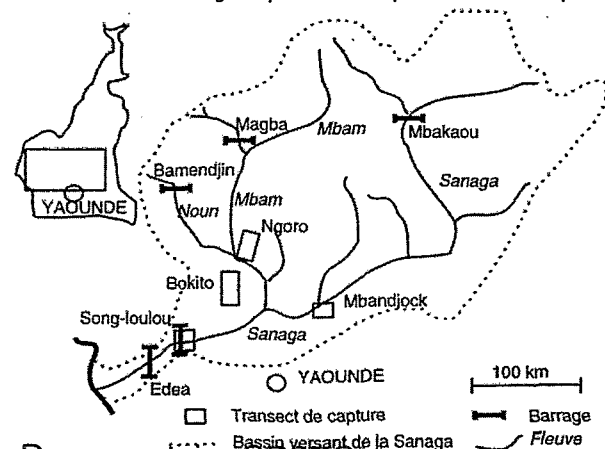 Magba
Mbam
Mbakaou
Bamendjin
Sanaga
YAOUNDE
Noun
Mbam
Ngoro
Bokito
Mbandjock
Song-loulou
Sanaga
Edea
YAOUNDE
100 km
Transect de capture
Barrage
Bassin versant de la Sanaga
Fleuve